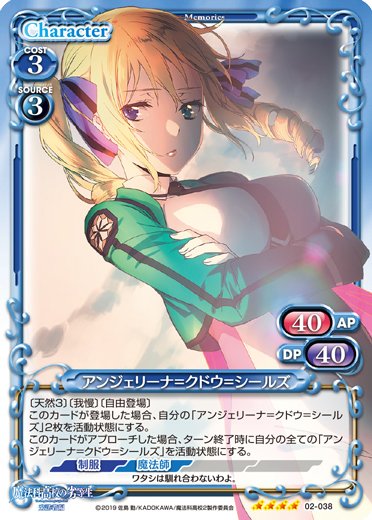 Memories
Character
COST
3
SOURCE
3
40 AP
DP 40
アンジェリーナ=クドウ=シールズ
〔天然3〕〔我慢〕〔自由登場〕
このカードが登場した場合、自分の「アンジェリーナ=クドウ=シール
ズ」2枚を活動状態にする。
このカードがアプローチした場合、ターン終了時に自分の全ての「アン
ジェリーナ=クドウ=シールズ」を活動状態にする。
制服 魔法師
ワタシは馴れ合わないわよ。
魔法科高校の劣等生
©2019 佐島 勤/KADOKAWA/魔法科高校2製作委員会
★★★★ 02-038